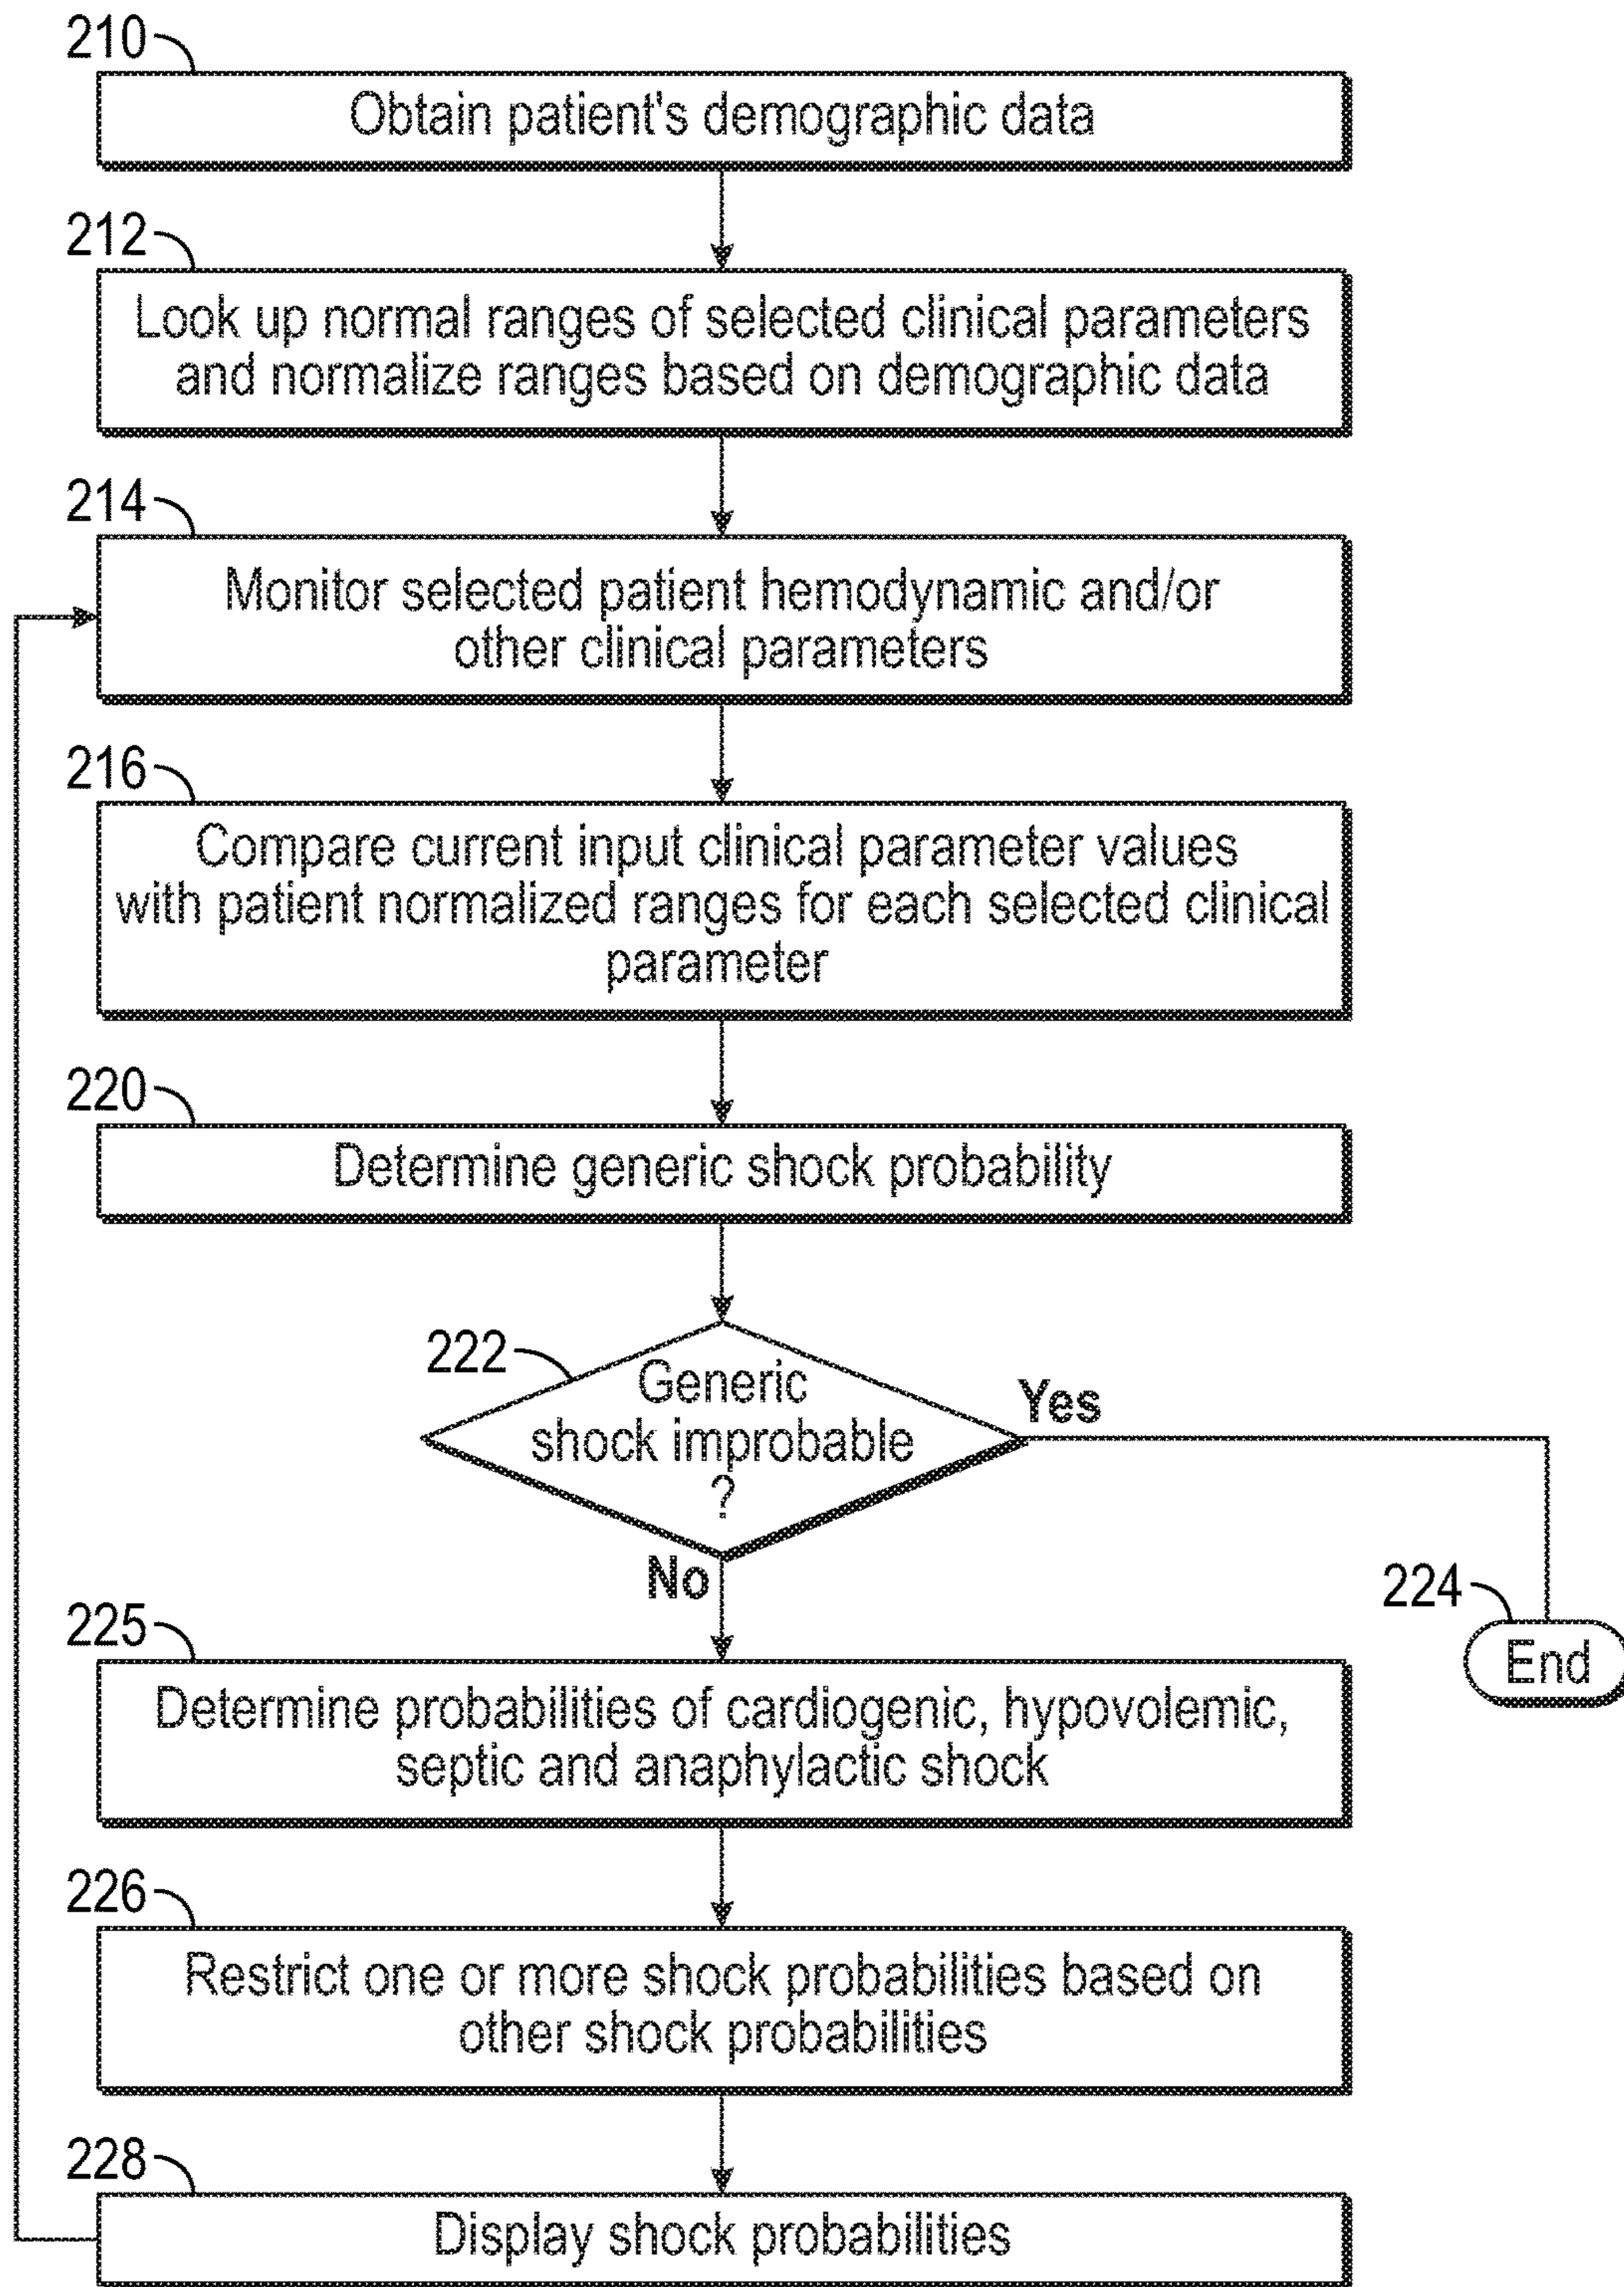 210
Obtain patient's demographic data
212
Look up normal ranges of selected clinical parameters
and normalize ranges based on demographic data
214
Monitor selected patient hemodynamic and/or
other clinical parameters
216
Compare current input clinical parameter values
with patient normalized ranges for each selected clinical
parameter
220
Determine generic shock probability
222
Generic
shock improbable
?
Yes
No
224
End
225
Determine probabilities of cardiogenic, hypovolemic,
septic and anaphylactic shock
226
Restrict one or more shock probabilities based on
other shock probabilities
228
Display shock probabilities